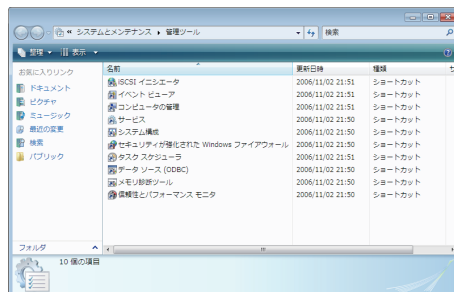 « システムとメンテナンス ▸ 管理ツール
検索
整理 表示
お気に入りリンク
ドキュメント
ピクチャ
ミュージック
最近の変更
検索
パブリック
フォルダ
名前 更新日時 種類 サ
iSCSI イニシエータ 2006/11/02 21:51 ショートカット
イベント ビューア 2006/11/02 21:51 ショートカット
コンピュータの管理 2006/11/02 21:51 ショートカット
サービス 2006/11/02 21:50 ショートカット
システム構成 2006/11/02 21:50 ショートカット
セキュリティが強化された Windows ファイアウォール 2006/11/02 21:50 ショートカット
タスク スケジューラ 2006/11/02 21:51 ショートカット
データ ソース (ODBC) 2006/11/02 21:50 ショートカット
メモリ診断ツール 2006/11/02 21:50 ショートカット
信頼性とパフォーマンス モニタ 2006/11/02 21:50 ショートカット
10 個の項目